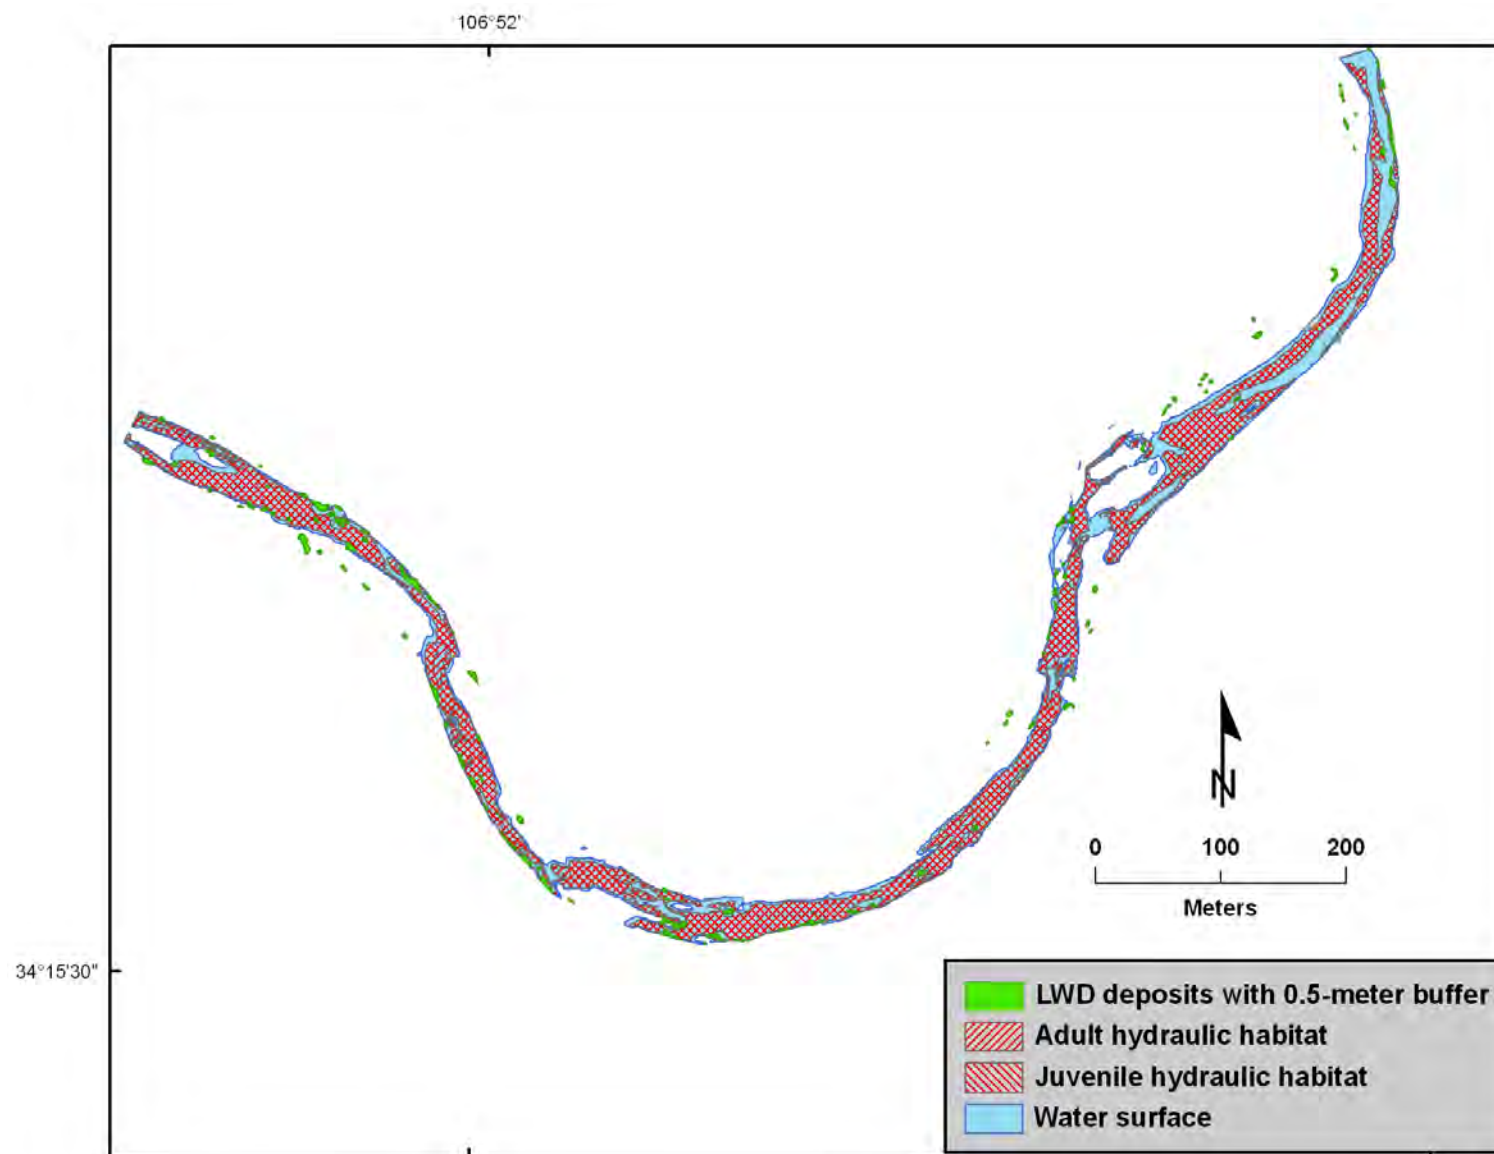 106°52'
N
0 100 200
Meters
34°15'30"
LWD deposits with 0.5-meter buffer
Adult hydraulic habitat
Juvenile hydraulic habitat
Water surface